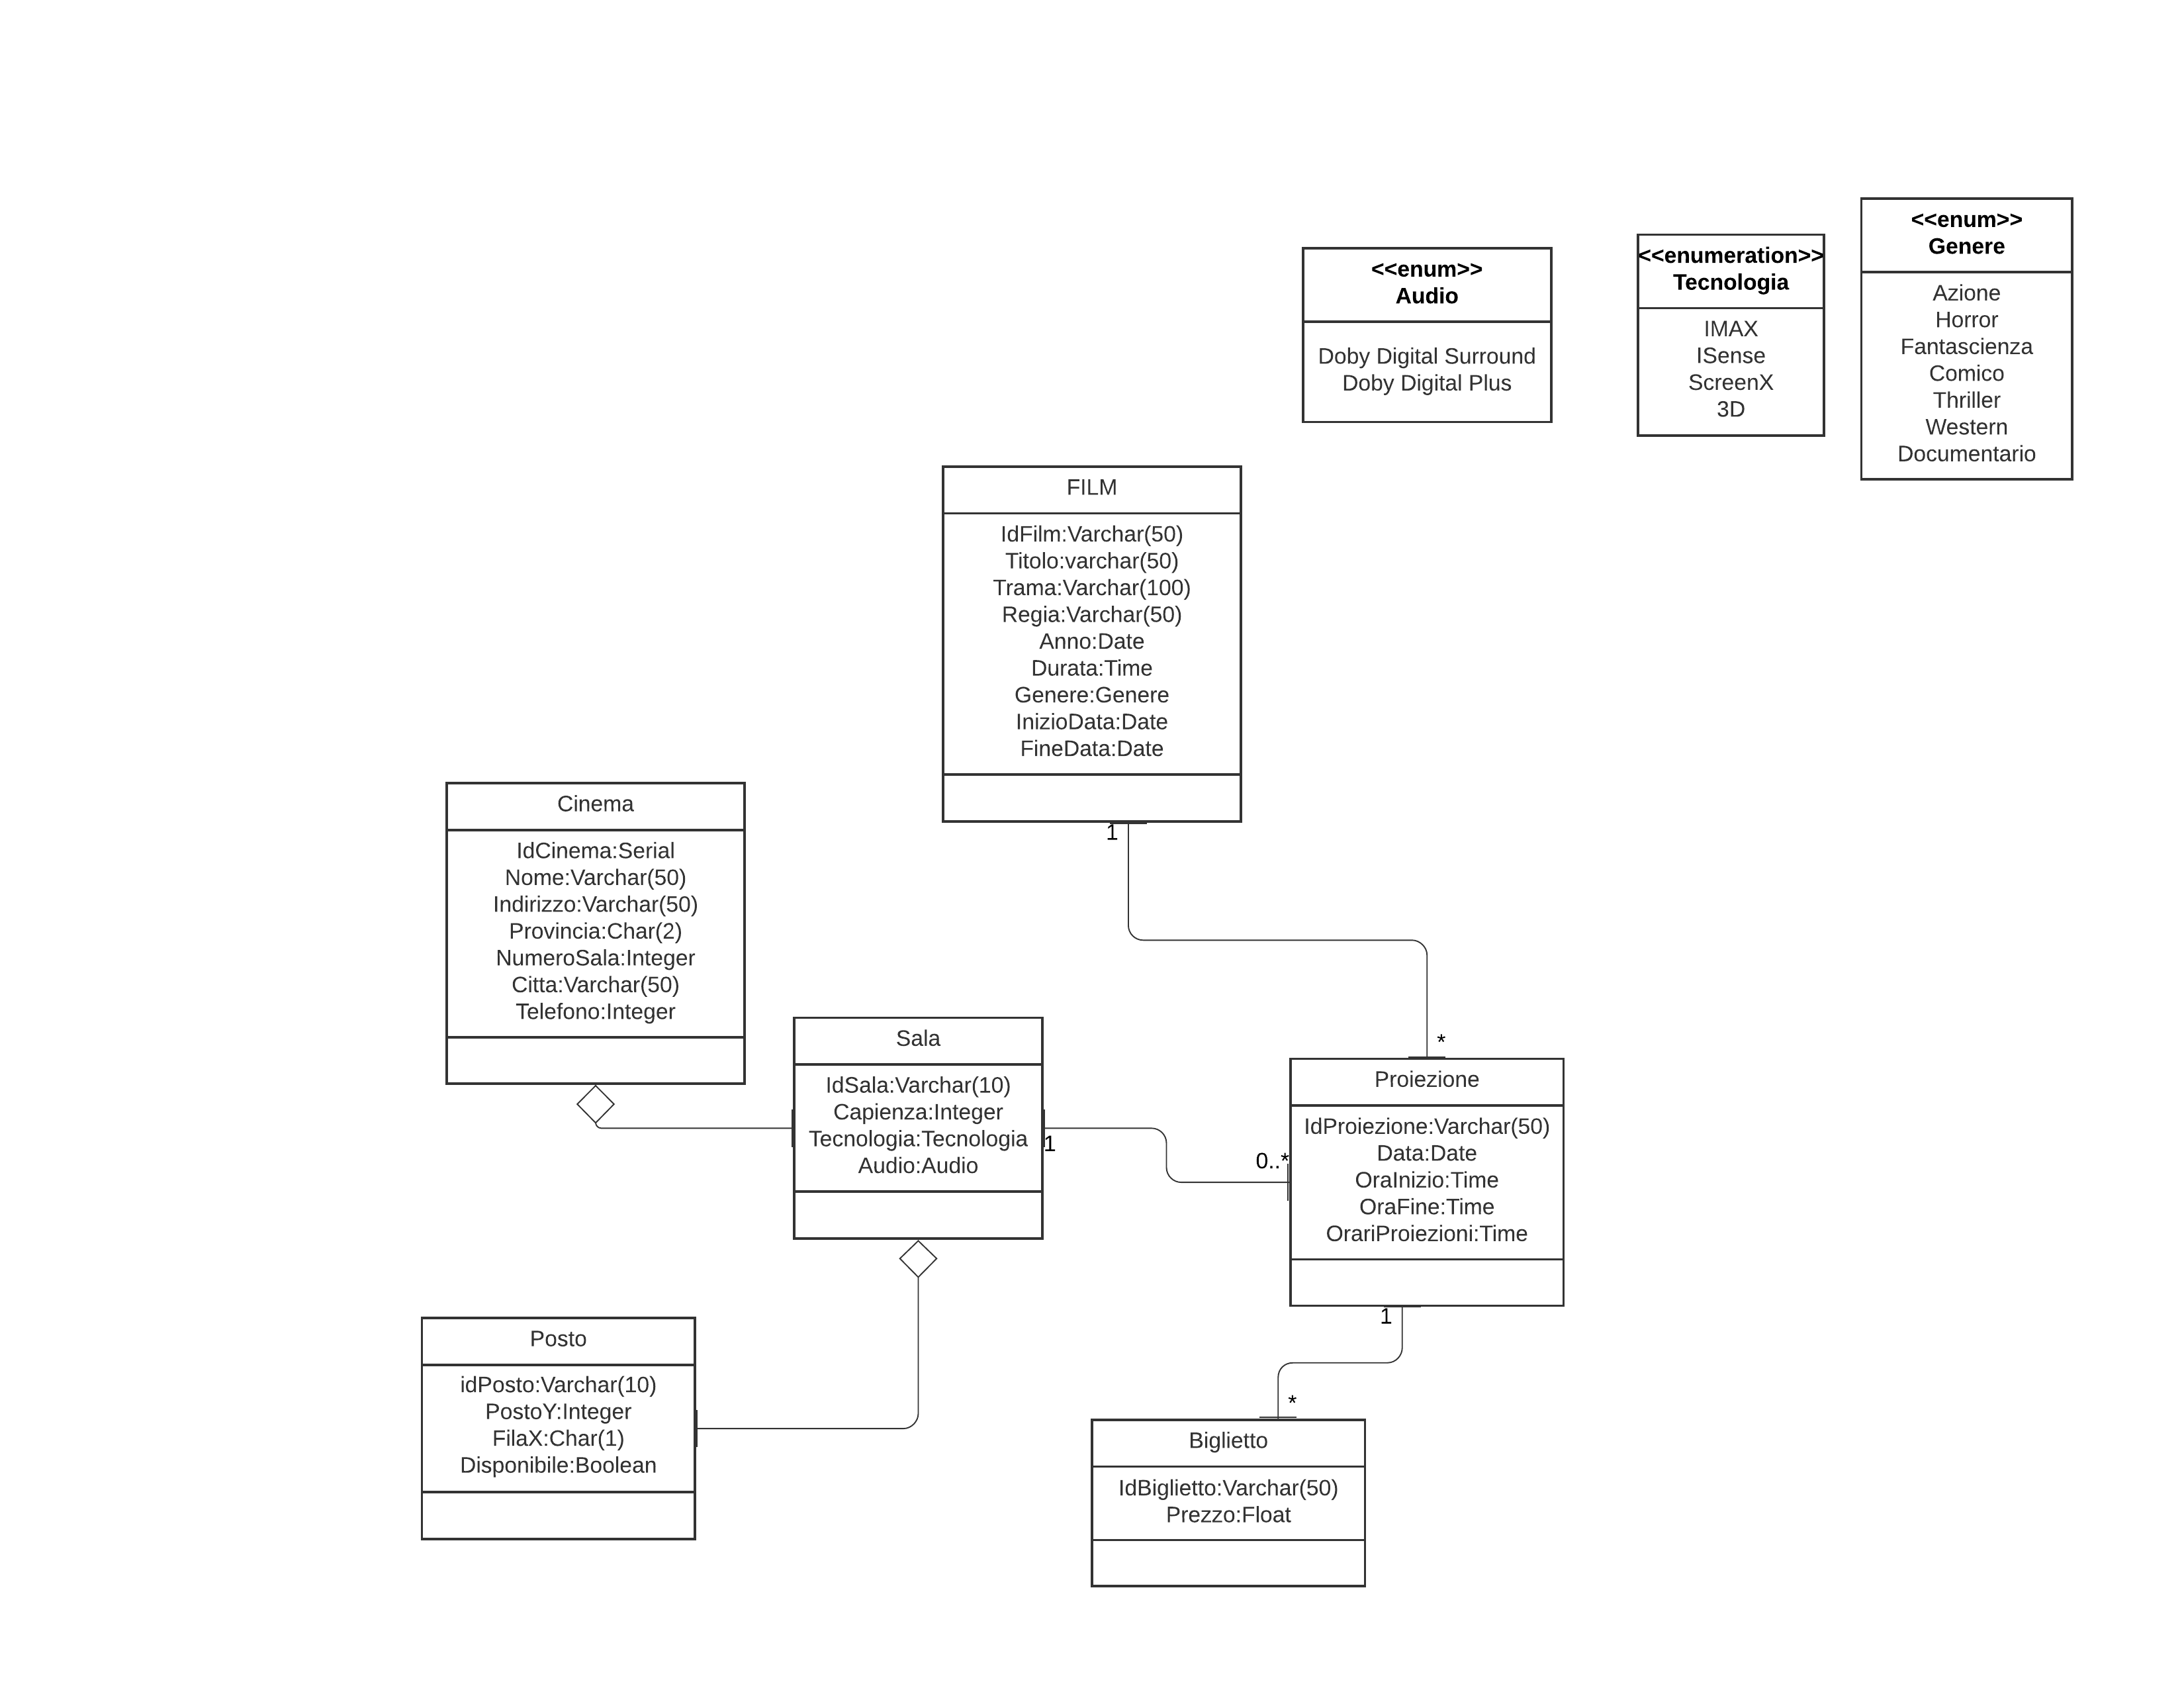 <<enum>>
Genere
Azione
Horror
Fantascienza
Comico
Thriller
Western
Documentario
<<enumeration>>
Tecnologia
IMAX
ISense
ScreenX
3D
<<enum>>
Audio
Doby Digital Surround
Doby Digital Plus
FILM
IdFilm:Varchar(50)
Titolo:varchar(50)
Trama:Varchar(100)
Regia:Varchar(50)
Anno:Date
Durata:Time
Genere:Genere
InizioData:Date
FineData:Date
1
Cinema
IdCinema:Serial
Nome:Varchar(50)
Indirizzo:Varchar(50)
Provincia:Char(2)
NumeroSala:Integer
Citta:Varchar(50)
Telefono:Integer
Sala
IdSala:Varchar(10)
Capienza:Integer
Tecnologia:Tecnologia
Audio:Audio
1
0..*
*
Proiezione
IdProiezione:Varchar(50)
Data:Date
OraInizio:Time
OraFine:Time
OrariProiezioni:Time
1
*
Posto
idPosto:Varchar(10)
PostoY:Integer
FilaX:Char(1)
Disponibile:Boolean
Biglietto
IdBiglietto:Varchar(50)
Prezzo:Float